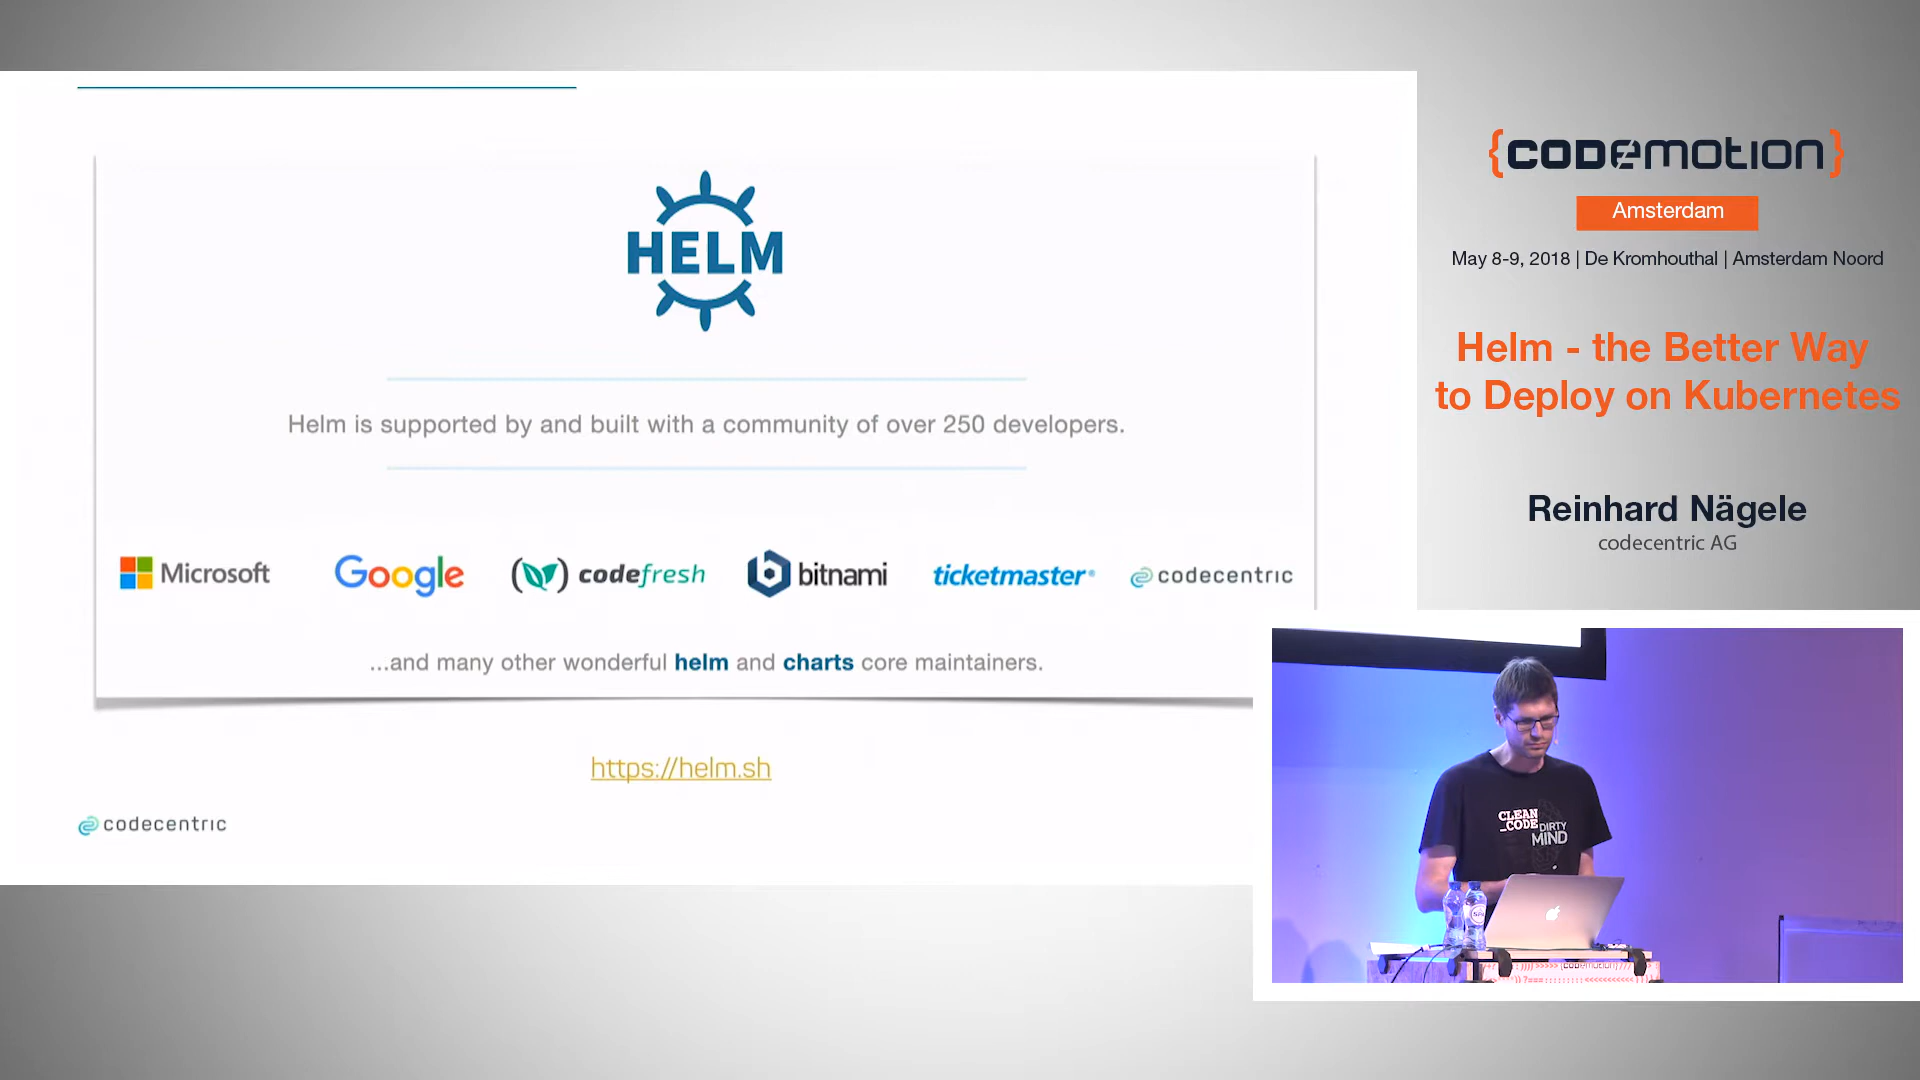 HELM
Helm is supported by and built with a community of over 250 developers.
Microsoft
Google
codefresh
bitnami
ticketmaster®
codecentric
...and many other wonderful helm and charts core maintainers.
https://helm.sh
codecentric
{codemotion}
Amsterdam
May 8-9, 2018 | De Kromhouthal | Amsterdam Noord
Helm - the Better Way
to Deploy on Kubernetes
Reinhard Nägele
codecentric AG
CLEAN
_CODE
DIRTY
MIND
SPA
{codemotion}